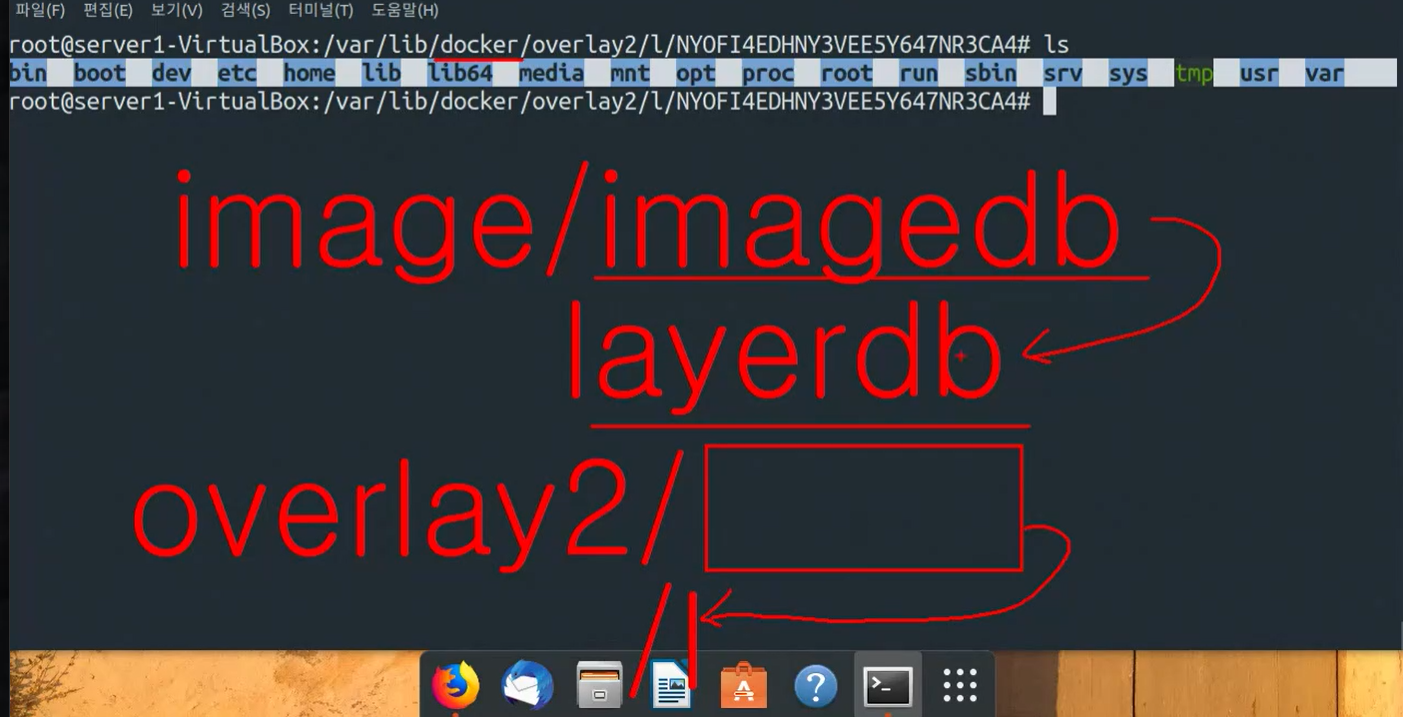 파일(F) 편집(E) 보기(V) 검색(S) 터미널(T) 도움말(H)
root@server1-VirtualBox:/var/lib/docker/overlay2/l/NYOFI4EDHNY3VEE5Y647NR3CA4# ls
bin boot dev etc home lib lib64 media mnt opt proc root run sbin srv sys tmp usr var
root@server1-VirtualBox:/var/lib/docker/overlay2/l/NYOFI4EDHNY3VEE5Y647NR3CA4#
image/imagedb
layerdb
overlay2/
/l